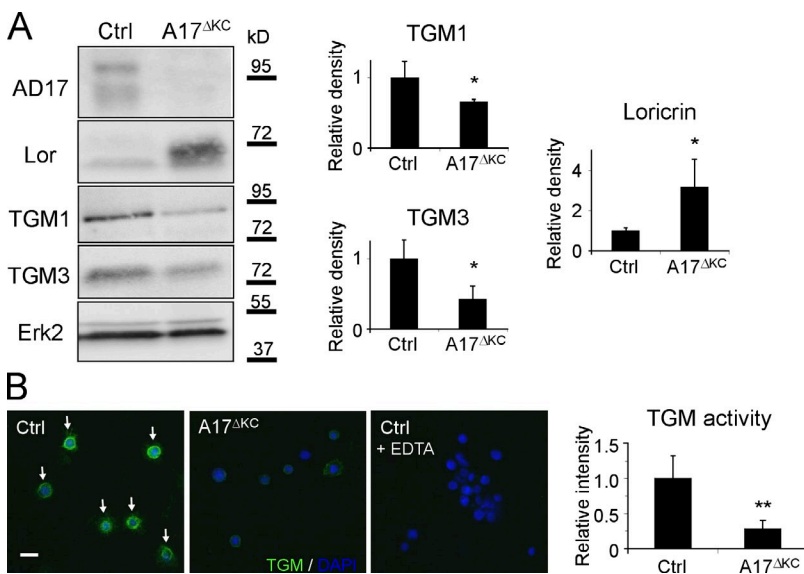 A
Ctrl A17ΔKC kD
AD17
95
Lor
72
TGM1
95
72
TGM3
72
55
Erk2
37
TGM1
Relative density
1
0
*
Ctrl A17ΔKC
TGM3
Relative density
1
0
*
Ctrl A17ΔKC
Loricrin
Relative density
4
2
0
*
Ctrl A17ΔKC
B
Ctrl
A17ΔKC
TGM / DAPI
Ctrl
+ EDTA
TGM activity
Relative intensity
1.5
1.0
0.5
0
**
Ctrl A17ΔKC